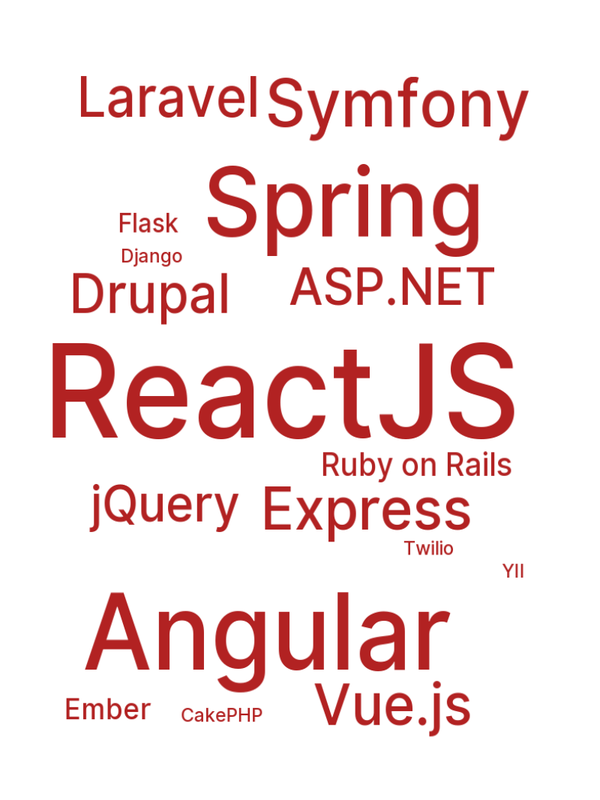 Laravel Symfony
Spring
Flask
Django
Drupal ASP.NET
ReactJS
Ruby on Rails
jQuery Express
Twilio
YII
Angular
Vue.js
Ember CakePHP